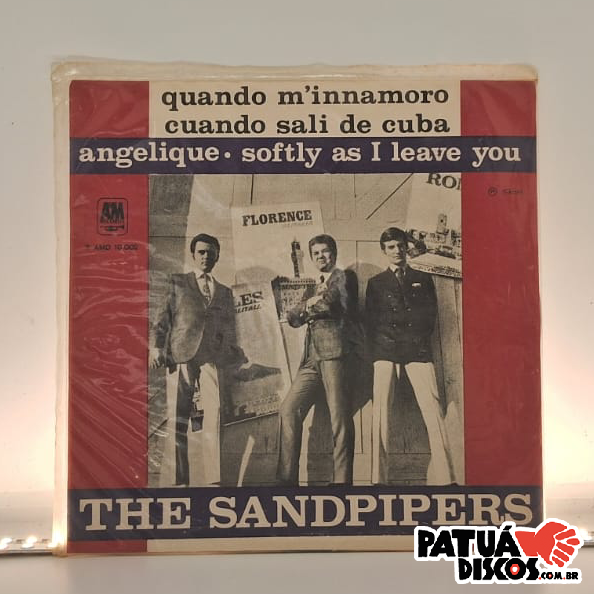 quando m'innamoro
cuando sali de cuba
angelique · softly as I leave you
A&M
FLORENCE
THE SANDPIPERS
PATUÁ
DISCOS.COM.BR